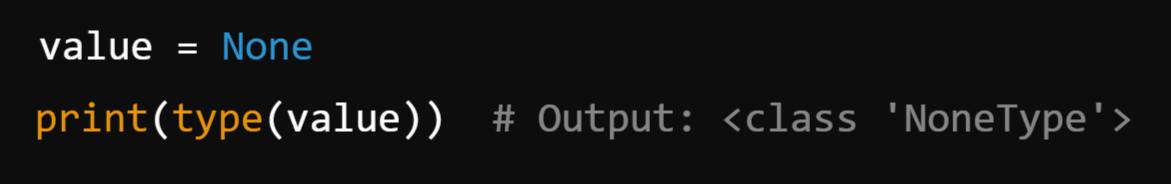 value = None
print(type(value))  # Output: <class 'NoneType'>